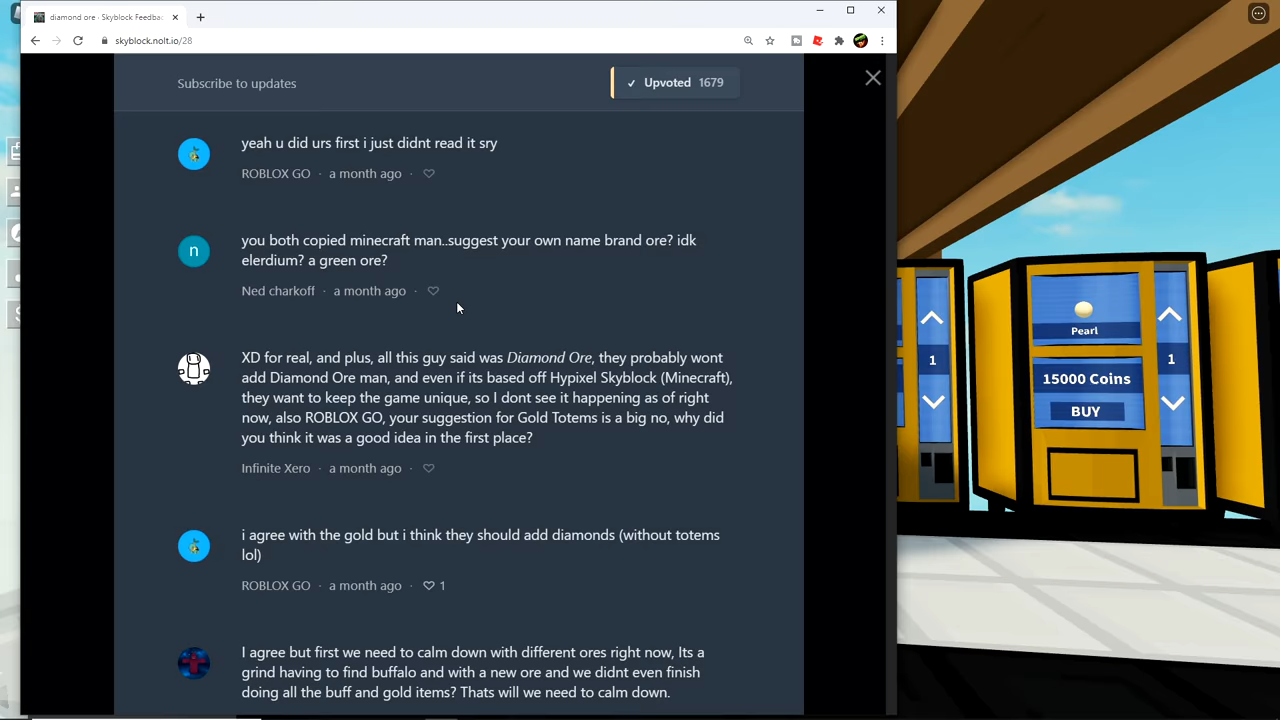 diamond ore · Skyblock Feedbac
skyblock.nolt.io/28
Subscribe to updates
✓ Upvoted 1679
yeah u did urs first i just didnt read it sry
ROBLOX GO · a month ago ·
n
you both copied minecraft man..suggest your own name brand ore? idk
elerdium? a green ore?
Ned charkoff · a month ago ·
XD for real, and plus, all this guy said was Diamond Ore, they probably wont
add Diamond Ore man, and even if its based off Hypixel Skyblock (Minecraft),
they want to keep the game unique, so I dont see it happening as of right
now, also ROBLOX GO, your suggestion for Gold Totems is a big no, why did
you think it was a good idea in the first place?
Infinite Xero · a month ago ·
i agree with the gold but i think they should add diamonds (without totems
lol)
ROBLOX GO · a month ago · 1
I agree but first we need to calm down with different ores right now, Its a
grind having to find buffalo and with a new ore and we didnt even finish
doing all the buff and gold items? Thats will we need to calm down.
1
Pearl
15000 Coins
BUY
1